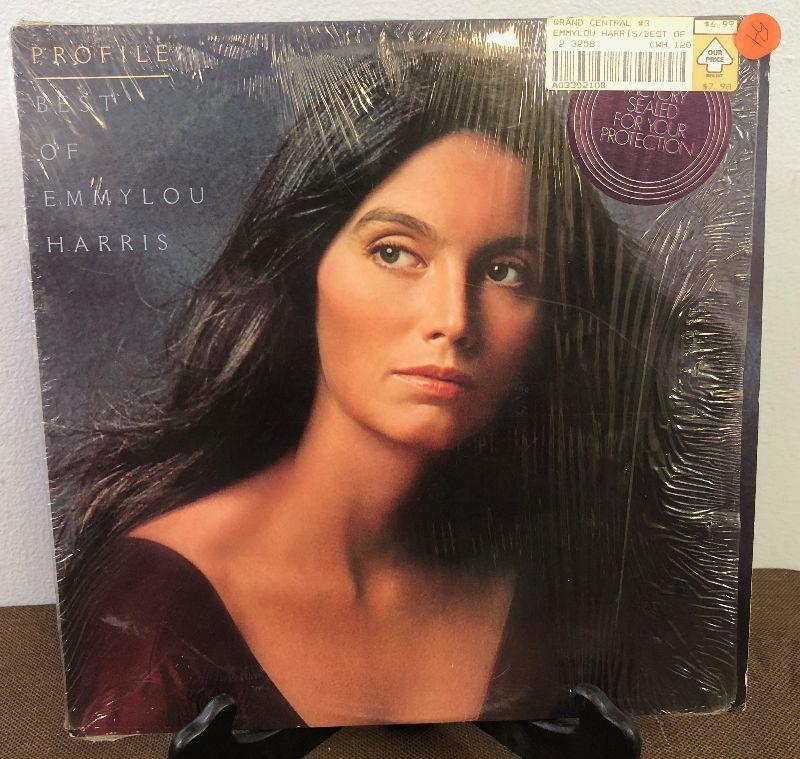 PROFILE
BEST
OF
EMMYLOU
HARRIS
GRAND CENTRAL #3
EMMYLOU HARRIS/BEST OF
2 3258 CWH 120
A03302108
$6.99
OUR
PRICE
$7.98
SEALED
FOR YOUR
PROTECTION